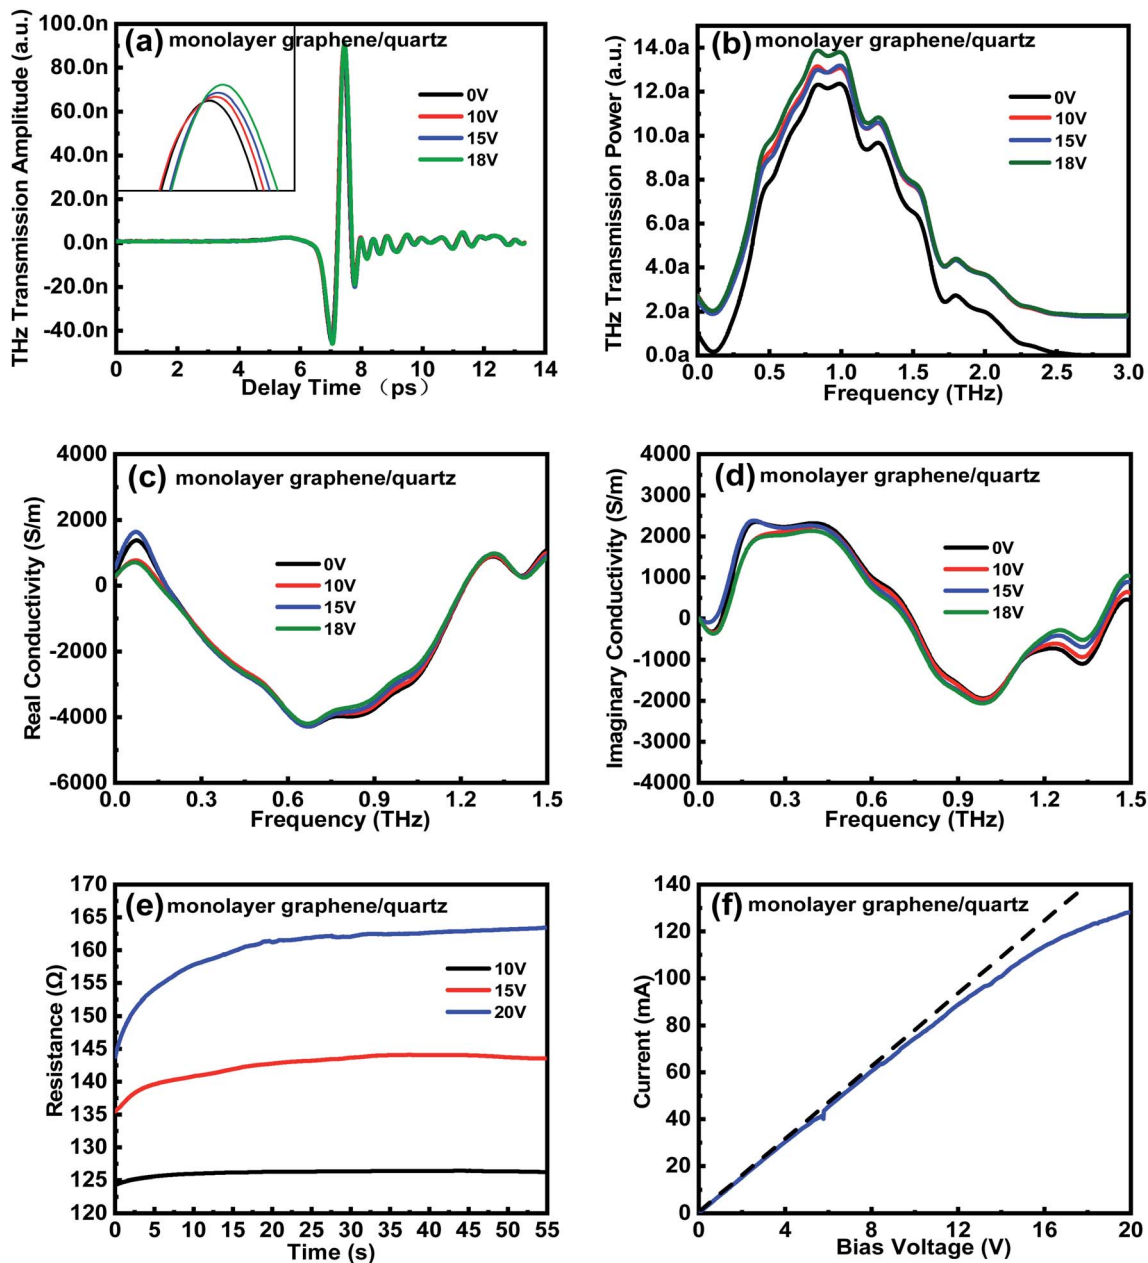 (a) monolayer graphene/quartz
THz Transmission Amplitude (a.u.)
100.0n
80.0n
60.0n
40.0n
20.0n
0.0n
-20.0n
-40.0n
0V
10V
15V
18V
0 2 4 6 8 10 12 14
Delay Time （ps）
(b) monolayer graphene/quartz
THz Transmission Power (a.u.)
14.0a
12.0a
10.0a
8.0a
6.0a
4.0a
2.0a
0.0a
0V
10V
15V
18V
0.0 0.5 1.0 1.5 2.0 2.5 3.0
Frequency (THz)
(c) monolayer graphene/quartz
Real Conductivity (S/m)
4000
2000
0
-2000
-4000
-6000
0V
10V
15V
18V
0.0 0.3 0.6 0.9 1.2 1.5
Frequency (THz)
(d) monolayer graphene/quartz
Imaginary Conductivity (S/m)
4000
3000
2000
1000
0
-1000
-2000
-3000
-4000
0V
10V
15V
18V
0.0 0.3 0.6 0.9 1.2 1.5
Frequency (THz)
(e) monolayer graphene/quartz
Resistance (Ω)
170
165
160
155
150
145
140
135
130
125
120
10V
15V
20V
0 5 10 15 20 25 30 35 40 45 50 55
Time (s)
(f) monolayer graphene/quartz
Current (mA)
140
120
100
80
60
40
20
0
0 4 8 12 16 20
Bias Voltage (V)